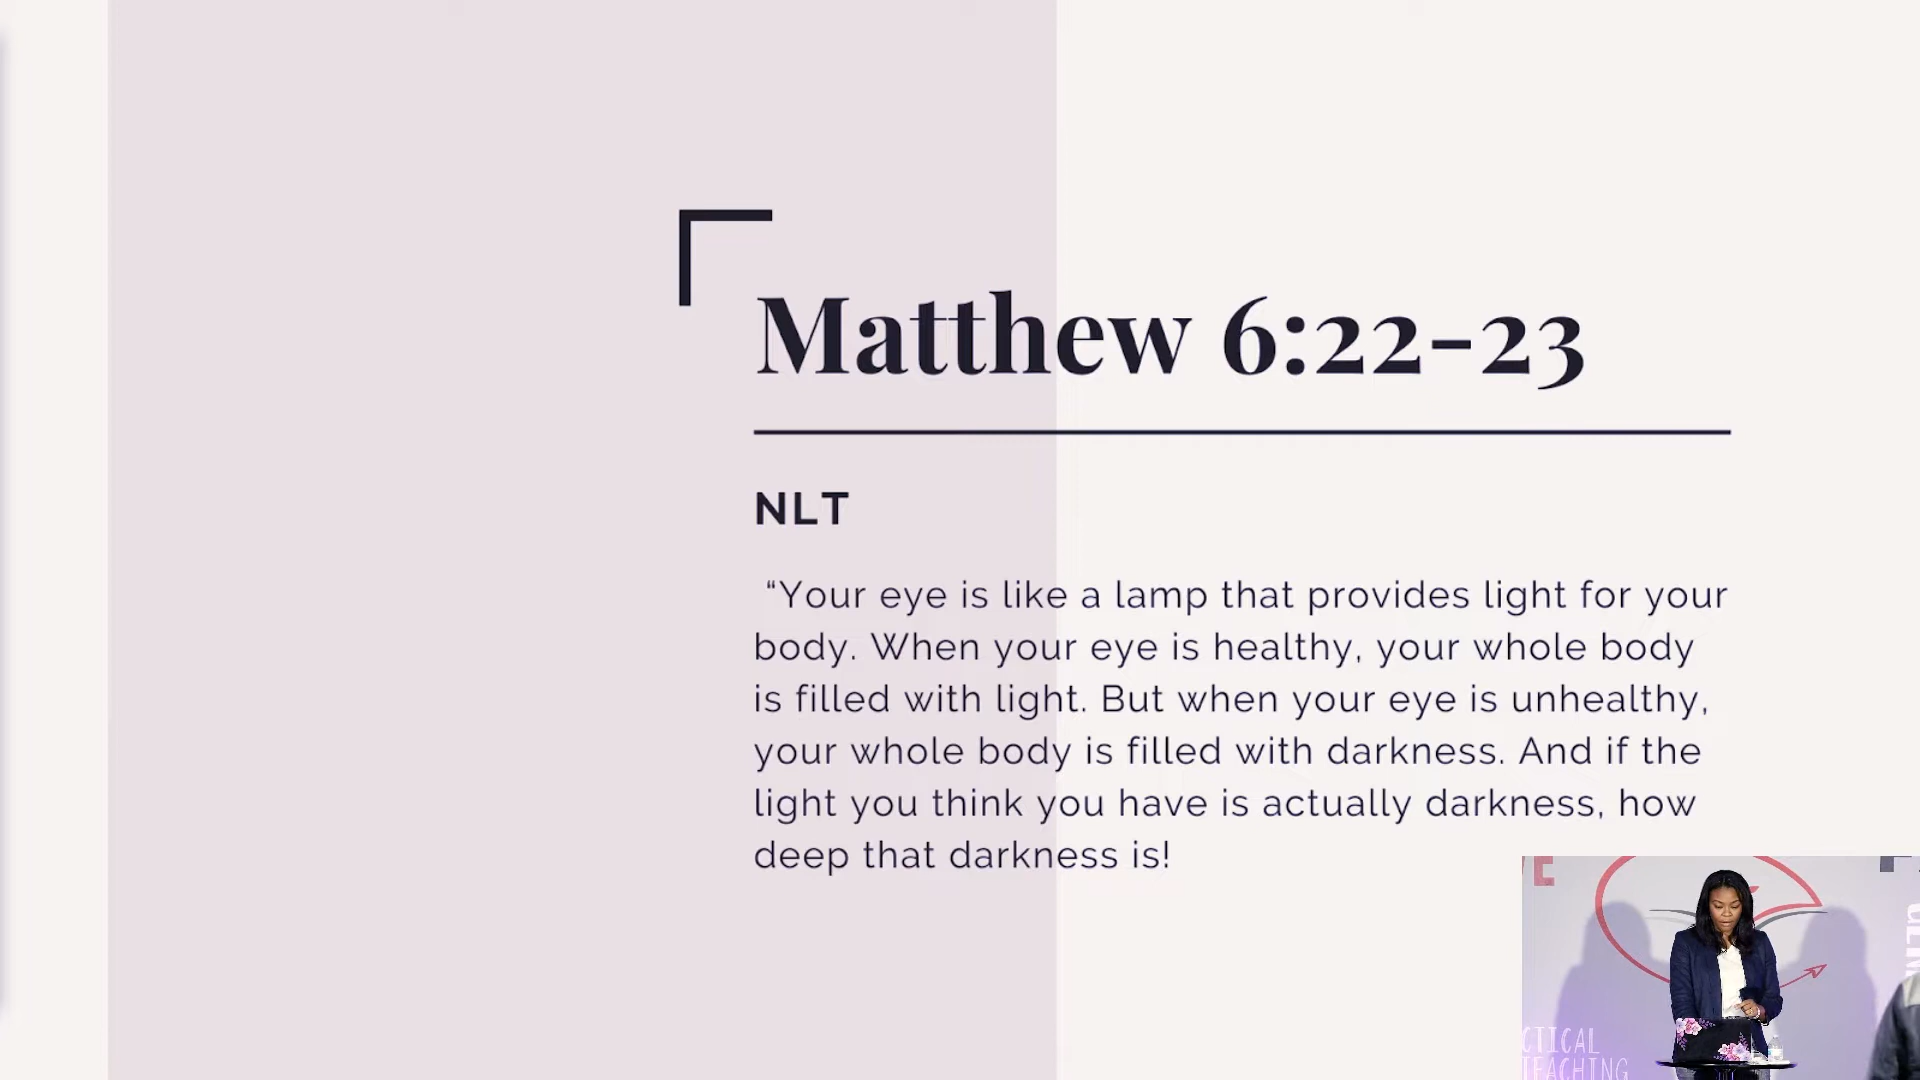 Matthew 6:22-23
NLT
“Your eye is like a lamp that provides light for your
body. When your eye is healthy, your whole body
is filled with light. But when your eye is unhealthy,
your whole body is filled with darkness. And if the
light you think you have is actually darkness, how
deep that darkness is!
CTICAL
TEACHING